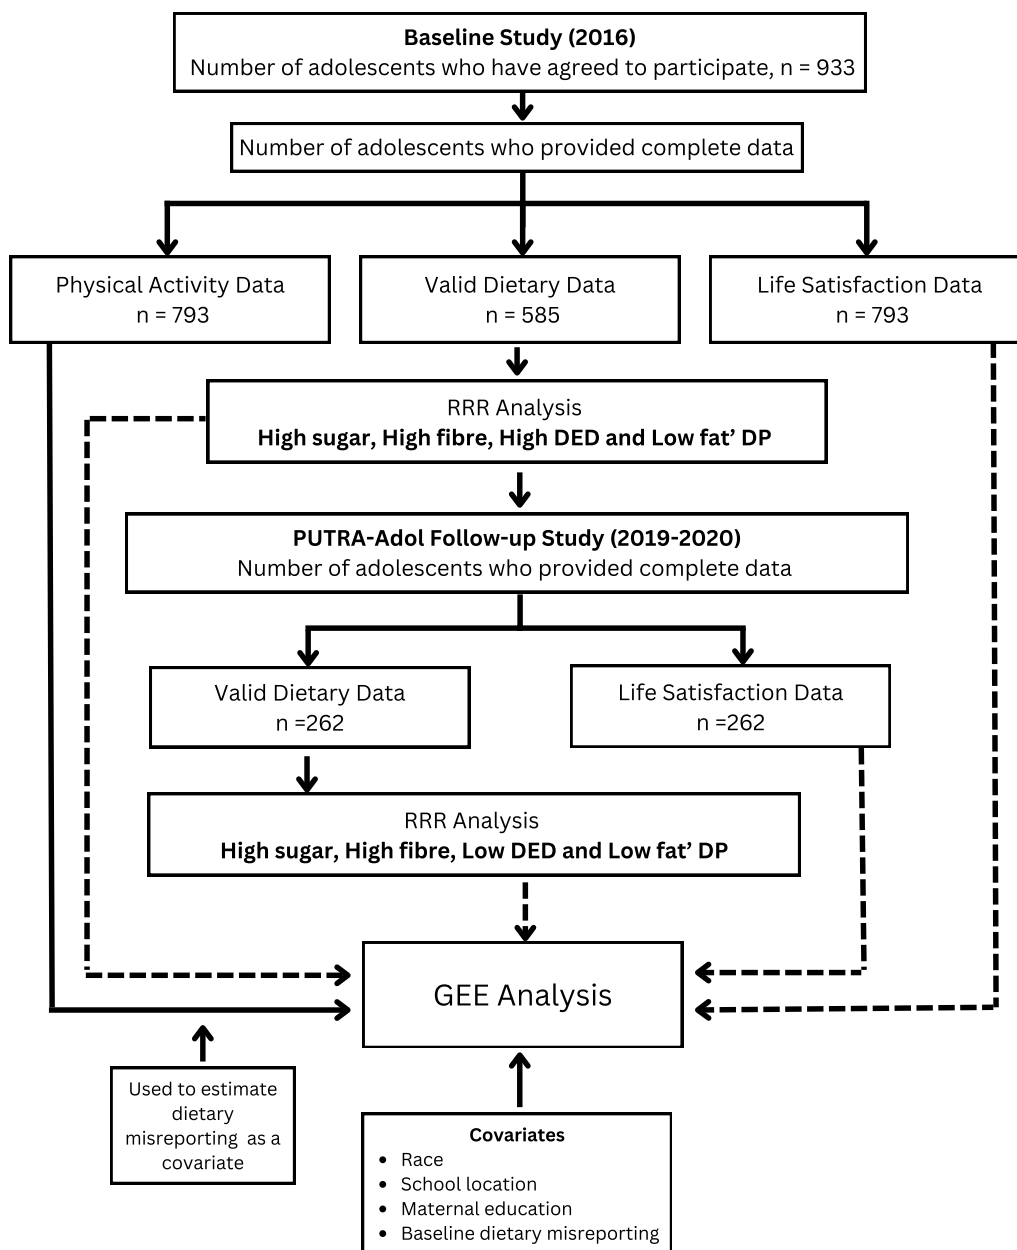 Baseline Study (2016)
Number of adolescents who have agreed to participate, n = 933
Number of adolescents who provided complete data
Physical Activity Data
n = 793
Valid Dietary Data
n = 585
Life Satisfaction Data
n = 793
RRR Analysis
High sugar, High fibre, High DED and Low fat’ DP
PUTRA-Adol Follow-up Study (2019-2020)
Number of adolescents who provided complete data
Valid Dietary Data
n =262
Life Satisfaction Data
n =262
RRR Analysis
High sugar, High fibre, Low DED and Low fat’ DP
GEE Analysis
Used to estimate
dietary
misreporting as a
covariate
Covariates
• Race
• School location
• Maternal education
• Baseline dietary misreporting